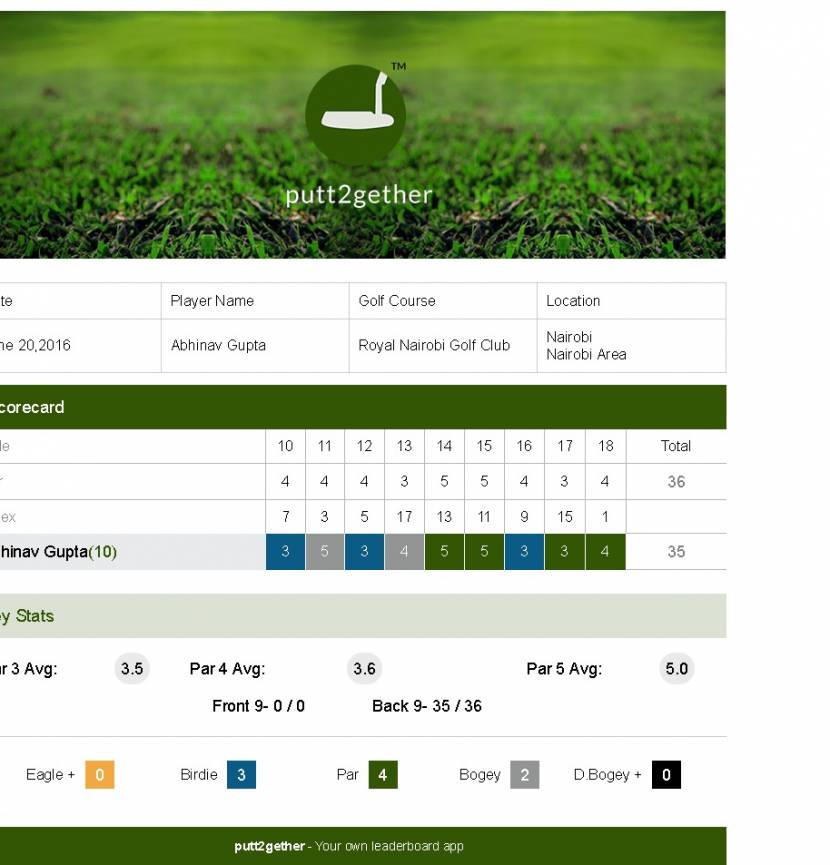 TM
putt2gether
te Player Name Golf Course Location
ne 20,2016 Abhinav Gupta Royal Nairobi Golf Club Nairobi
Nairobi Area
corecard
le 10 11 12 13 14 15 16 17 18 Total
r 4 4 4 3 5 5 4 3 4 36
ex 7 3 5 17 13 11 9 15 1
hinav Gupta(10) 3 5 3 4 5 5 3 3 4 35
y Stats
r 3 Avg: 3.5 Par 4 Avg: 3.6 Par 5 Avg: 5.0
Front 9- 0 / 0 Back 9- 35 / 36
Eagle + 0 Birdie 3 Par 4 Bogey 2 D.Bogey + 0
putt2gether - Your own leaderboard app